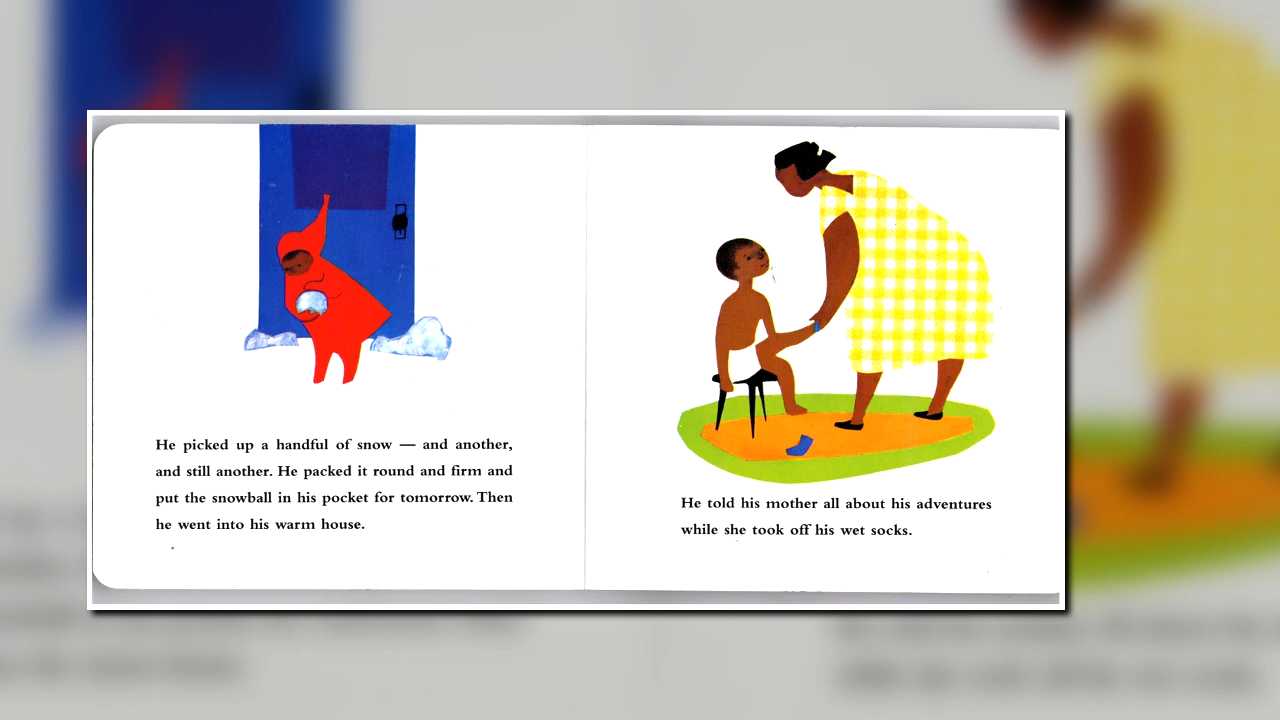 He picked up a handful of snow — and another,
and still another. He packed it round and firm and
put the snowball in his pocket for tomorrow. Then
he went into his warm house.
He told his mother all about his adventures
while she took off his wet socks.